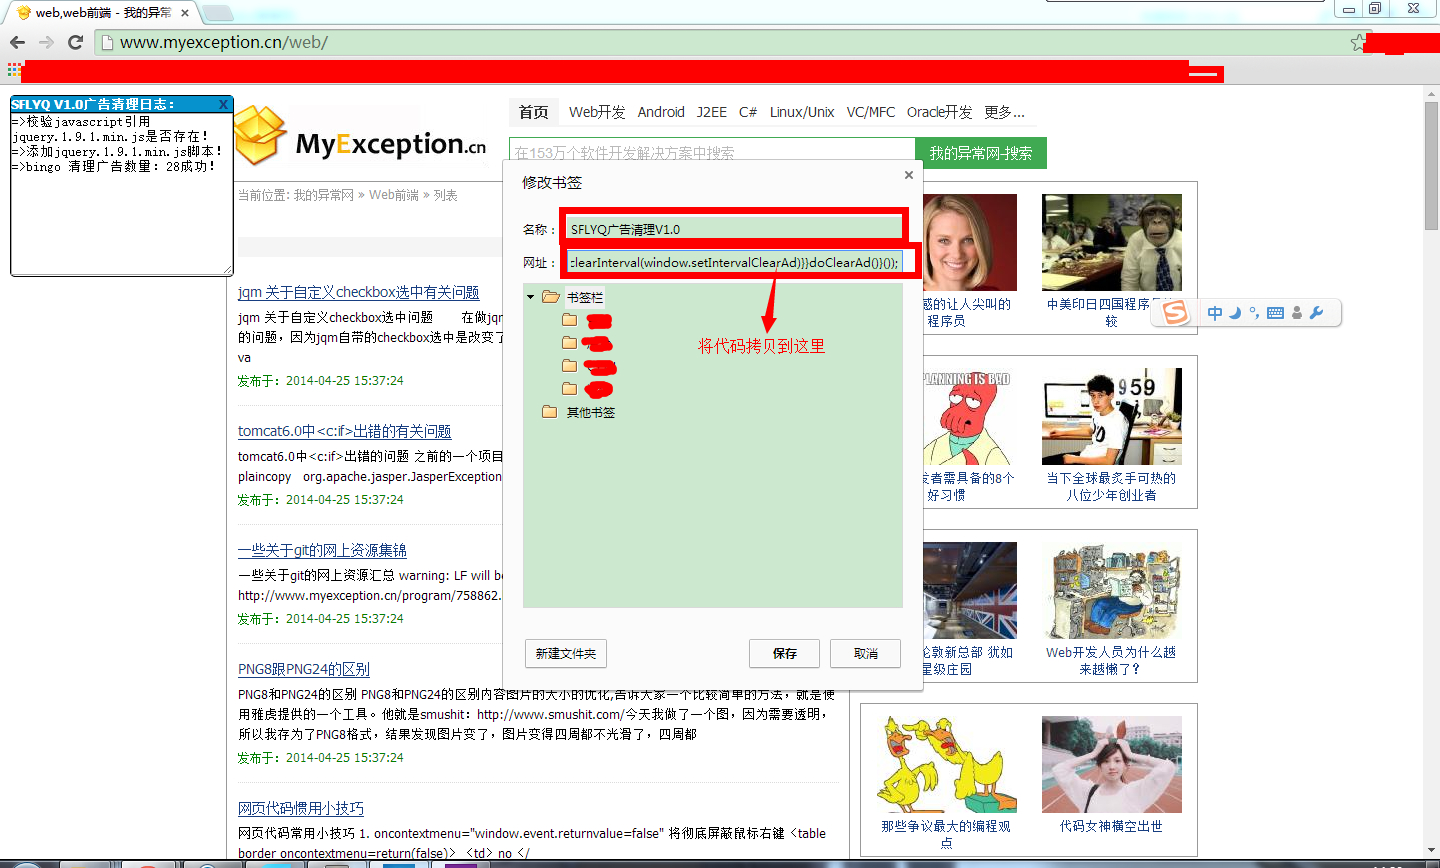 web,web前端 - 我的异常
www.myexception.cn/web/
SFLYQ V1.0广告清理日志: X
=>校验javascript引用
jquery.1.9.1.min.js是否存在!
=>添加jquery.1.9.1.min.js脚本!
=>bingo 清理广告数量: 28成功!
MyException.cn
首页 Web开发 Android J2EE C# Linux/Unix VC/MFC Oracle开发 更多...
在153万个软件开发解决方案中搜索 我的异常网-搜索
当前位置: 我的异常网 » Web前端 » 列表
jqm 关于自定义checkbox选中有关问题
jqm 关于自定义checkbox选中问题 在做jqm
的问题，因为jqm自带的checkbox选中是改变了
va
发布于：2014-04-25 15:37:24
tomcat6.0中<c:if>出错的有关问题
tomcat6.0中<c:if>出错的问题 之前的一个项目
plaincopy org.apache.jasper.JasperException
发布于：2014-04-25 15:37:24
一些关于git的网上资源集锦
一些关于git的网上资源汇总 warning: LF will be
http://www.myexception.cn/program/758862.
发布于：2014-04-25 15:37:24
PNG8跟PNG24的区别
PNG8和PNG24的区别 PNG8和PNG24的区别内容图片的大小的优化,告诉大家一个比较简单的方法，就是使
用雅虎提供的一个工具。他就是smushit：http://www.smushit.com/今天我做了一个图，因为需要透明，
所以我存为了PNG8格式，结果发现图片变了，图片变得四周都不光滑了，四周都
发布于：2014-04-25 15:37:24
网页代码惯用小技巧
网页代码常用小技巧 1. oncontextmenu="window.event.returnvalue=false" 将彻底屏蔽鼠标右键 <table
border oncontextmenu=return(false)> <td> no </
修改书签
名称： SFLYQ广告清理V1.0
网址： clearInterval(window.setIntervalClearAd)}}doClearAd()}());
书签栏
其他书签
将代码拷贝到这里
新建文件夹 保存 取消
感的让人尖叫的
程序员
中美印日四国程序员
较
中
PLANNING IS BAD
发者需具备的8个
好习惯
959
当下全球最炙手可热的
八位少年创业者
伦敦新总部 犹如
星级庄园
Web开发人员为什么越
来越懒了？
那些争议最大的编程观
点
代码女神横空出世